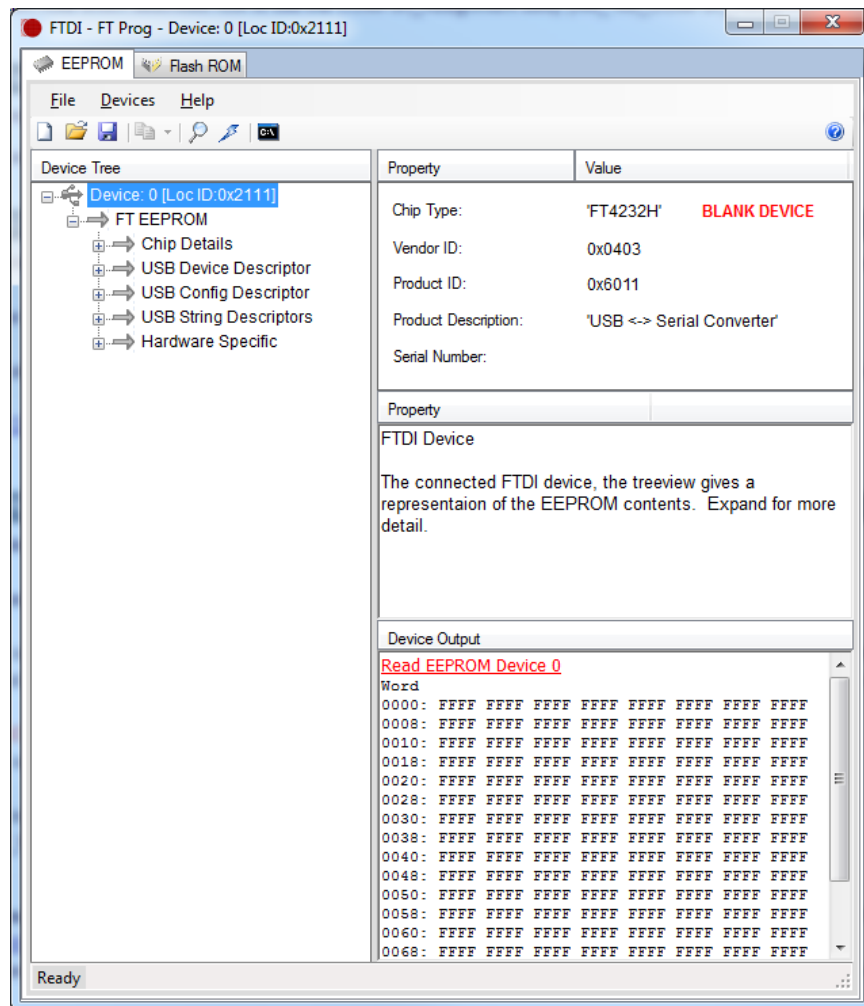 FTDI - FT Prog - Device: 0 [Loc ID:0x2111]
EEPROM Flash ROM
File Devices Help
C:\
Device Tree
Device: 0 [Loc ID:0x2111]
FT EEPROM
Chip Details
USB Device Descriptor
USB Config Descriptor
USB String Descriptors
Hardware Specific
Property Value
Chip Type: 'FT4232H' BLANK DEVICE
Vendor ID: 0x0403
Product ID: 0x6011
Product Description: 'USB <-> Serial Converter'
Serial Number:
Property
FTDI Device
The connected FTDI device, the treeview gives a
representaion of the EEPROM contents.  Expand for more
detail.
Device Output
Read EEPROM Device 0
Word
0000: FFFF FFFF FFFF FFFF FFFF FFFF FFFF FFFF
0008: FFFF FFFF FFFF FFFF FFFF FFFF FFFF FFFF
0010: FFFF FFFF FFFF FFFF FFFF FFFF FFFF FFFF
0018: FFFF FFFF FFFF FFFF FFFF FFFF FFFF FFFF
0020: FFFF FFFF FFFF FFFF FFFF FFFF FFFF FFFF
0028: FFFF FFFF FFFF FFFF FFFF FFFF FFFF FFFF
0030: FFFF FFFF FFFF FFFF FFFF FFFF FFFF FFFF
0038: FFFF FFFF FFFF FFFF FFFF FFFF FFFF FFFF
0040: FFFF FFFF FFFF FFFF FFFF FFFF FFFF FFFF
0048: FFFF FFFF FFFF FFFF FFFF FFFF FFFF FFFF
0050: FFFF FFFF FFFF FFFF FFFF FFFF FFFF FFFF
0058: FFFF FFFF FFFF FFFF FFFF FFFF FFFF FFFF
0060: FFFF FFFF FFFF FFFF FFFF FFFF FFFF FFFF
0068: FFFF FFFF FFFF FFFF FFFF FFFF FFFF FFFF
Ready